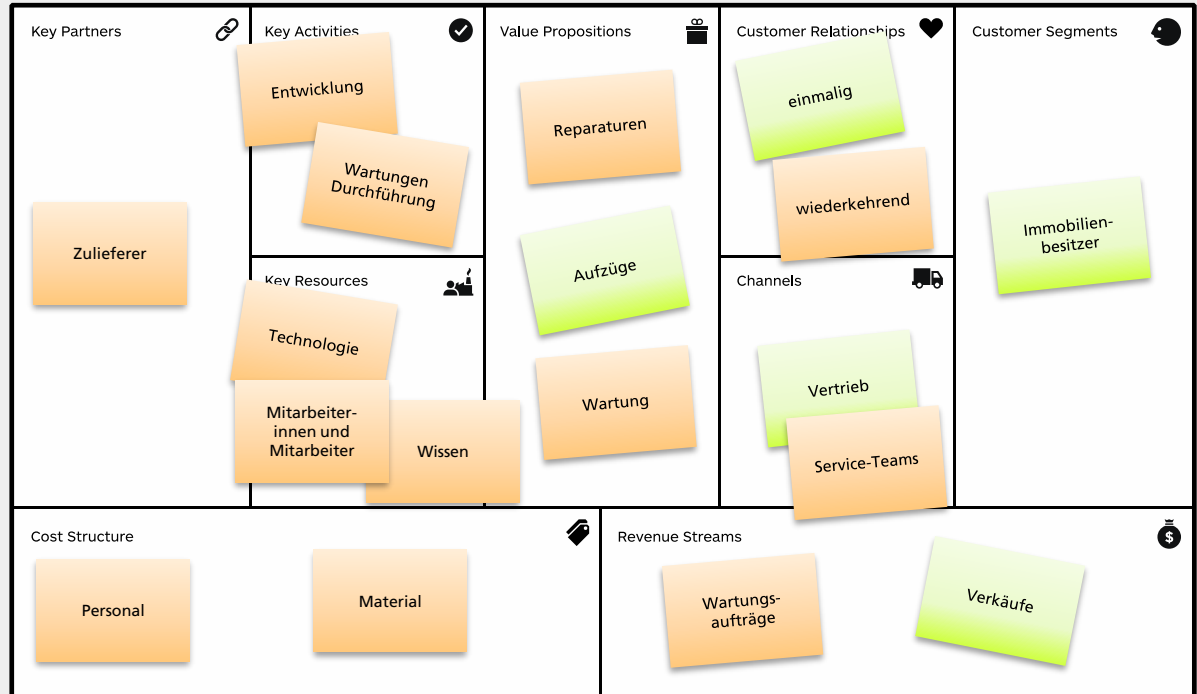 Key Partners
Zulieferer
Key Activities
Entwicklung
Wartungen
Durchführung
Key Resources
Technologie
Mitarbeiter-
innen und
Mitarbeiter
Wissen
Value Propositions
Reparaturen
Aufzüge
Wartung
Customer Relationships
einmalig
wiederkehrend
Channels
Vertrieb
Service-Teams
Customer Segments
Immobilien-
besitzer
Cost Structure
Personal
Material
Revenue Streams
$
Wartungs-
aufträge
Verkäufe